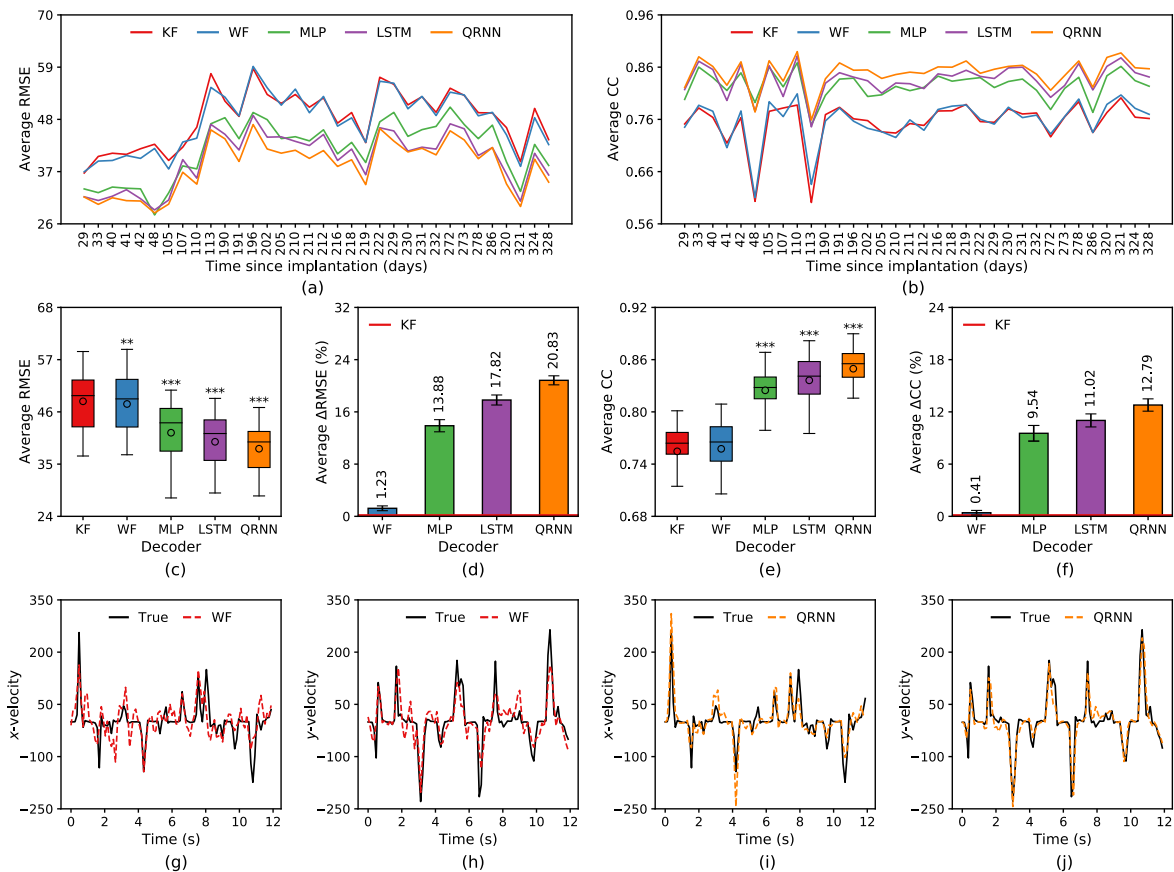 70
59
48
37
26
Average RMSE
KF WF MLP LSTM QRNN
29 33 40 41 42 48 105 107 110 113 190 191 196 202 205 210 211 212 216 218 219 222 229 230 231 232 272 273 278 286 320 321 324 328
Time since implantation (days)
(a)
0.96
0.86
0.76
0.66
0.56
Average CC
KF WF MLP LSTM QRNN
29 33 40 41 42 48 105 107 110 113 190 191 196 202 205 210 211 212 216 218 219 222 229 230 231 232 272 273 278 286 320 321 324 328
Time since implantation (days)
(b)
68
57
46
35
24
Average RMSE
**
***
***
***
KF WF MLP LSTM QRNN
Decoder
(c)
32
24
16
8
0
Average ΔRMSE (%)
KF
1.23
13.88
17.82
20.83
WF MLP LSTM QRNN
Decoder
(d)
0.92
0.86
0.80
0.74
0.68
Average CC
***
***
***
KF WF MLP LSTM QRNN
Decoder
(e)
24
18
12
6
0
Average ΔCC (%)
KF
0.41
9.54
11.02
12.79
WF MLP LSTM QRNN
Decoder
(f)
350
200
50
−100
−250
x-velocity
True WF
0 2 4 6 8 10 12
Time (s)
(g)
350
200
50
−100
−250
y-velocity
True WF
0 2 4 6 8 10 12
Time (s)
(h)
350
200
50
−100
−250
x-velocity
True QRNN
0 2 4 6 8 10 12
Time (s)
(i)
350
200
50
−100
−250
y-velocity
True QRNN
0 2 4 6 8 10 12
Time (s)
(j)